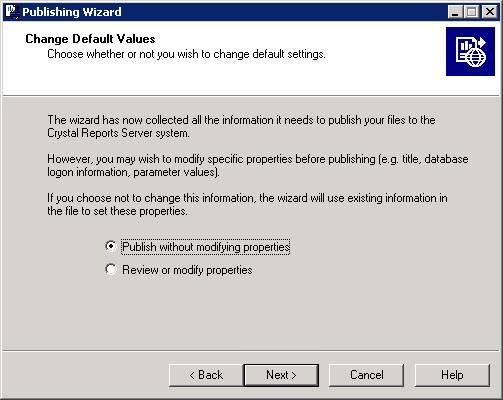 Publishing Wizard
Change Default Values
Choose whether or not you wish to change default settings.
The wizard has now collected all the information it needs to publish your files to the
Crystal Reports Server system.
However, you may wish to modify specific properties before publishing (e.g. title, database
logon information, parameter values).
If you choose not to change this information, the wizard will use existing information in
the file to set these properties.
Publish without modifying properties
Review or modify properties
< Back
Next >
Cancel
Help